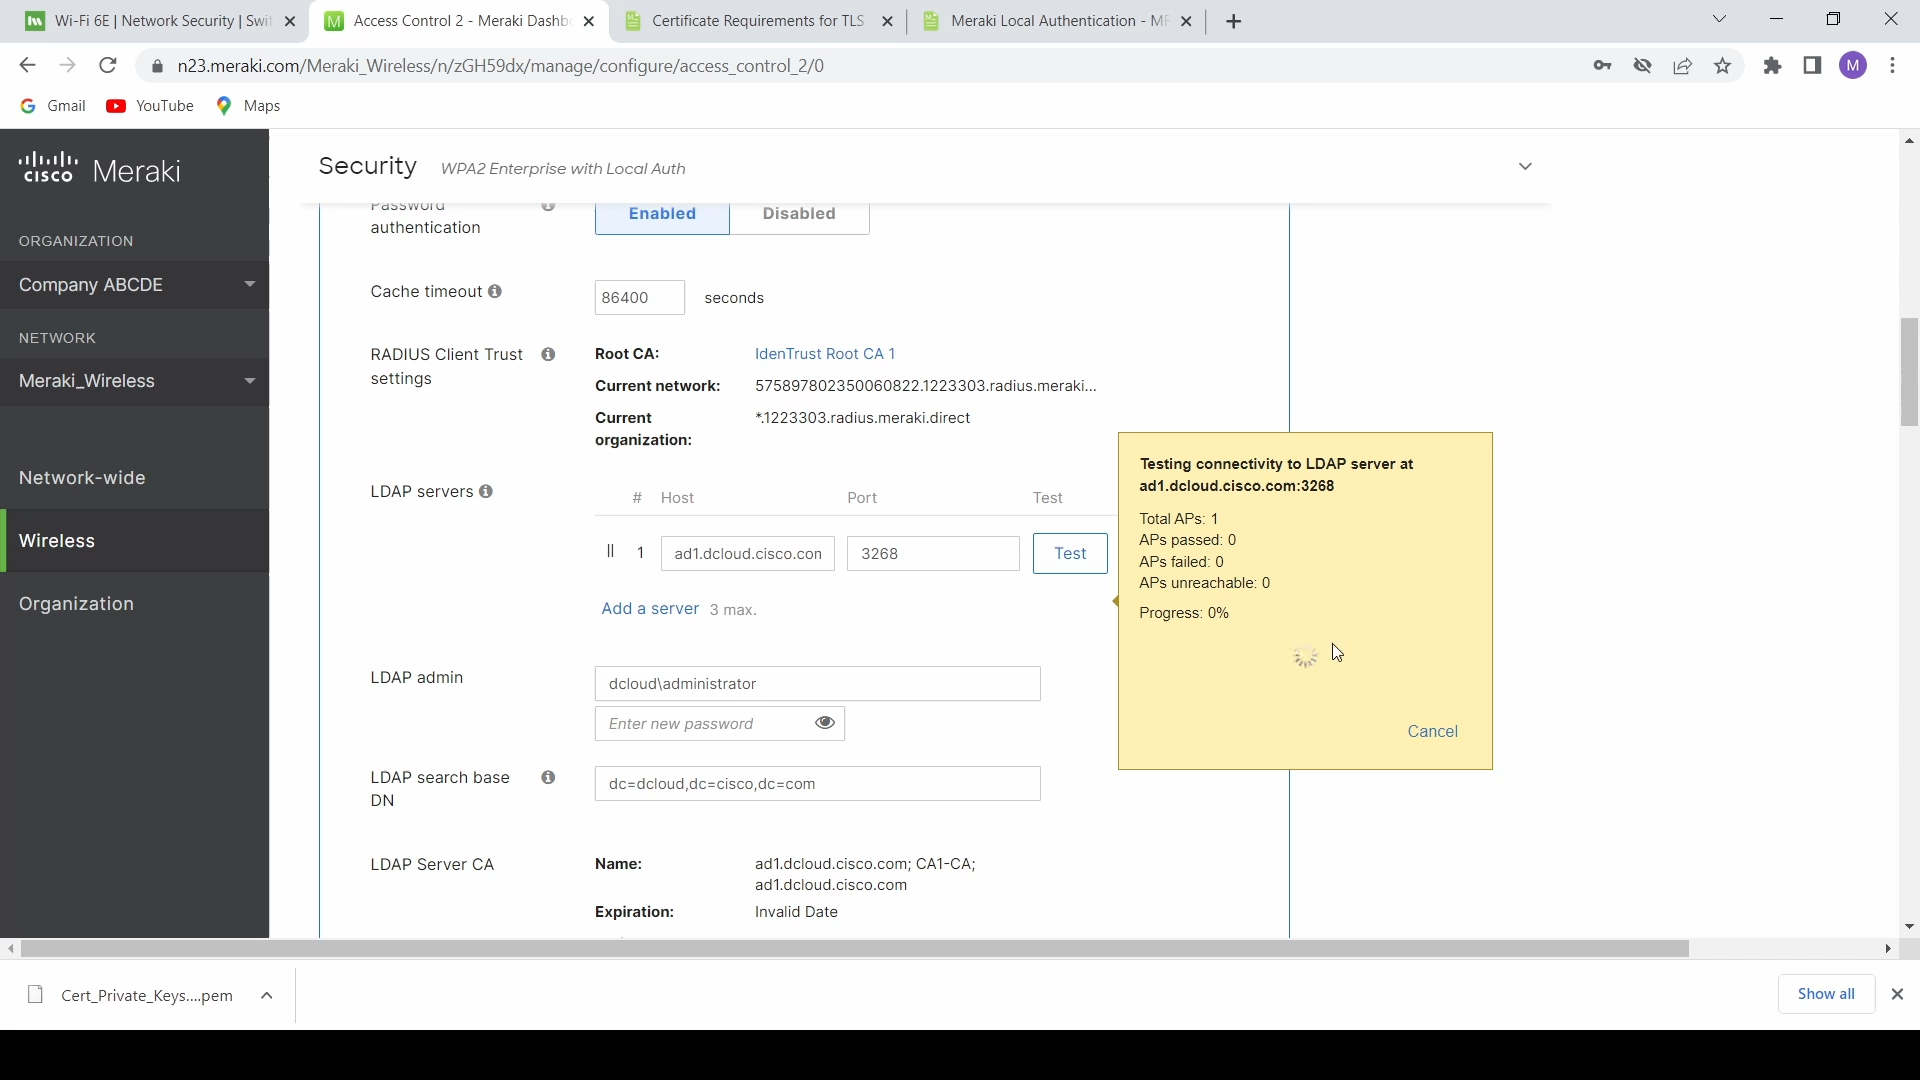 Wi-Fi 6E | Network Security | Swit
Access Control 2 - Meraki Dashb
Certificate Requirements for TLS
Meraki Local Authentication - MR
n23.meraki.com/Meraki_Wireless/n/zGH59dx/manage/configure/access_control_2/0
M
Gmail
YouTube
Maps
cisco Meraki
Security WPA2 Enterprise with Local Auth
ORGANIZATION
Company ABCDE
NETWORK
Meraki_Wireless
Network-wide
Wireless
Organization
Password
authentication
Enabled
Disabled
Cache timeout
86400
seconds
RADIUS Client Trust
settings
Root CA:
IdenTrust Root CA 1
Current network:
575897802350060822.1223303.radius.meraki...
Current
organization:
*.1223303.radius.meraki.direct
LDAP servers
# Host Port Test
1 ad1.dcloud.cisco.con 3268 Test
Add a server 3 max.
Testing connectivity to LDAP server at
ad1.dcloud.cisco.com:3268
Total APs: 1
APs passed: 0
APs failed: 0
APs unreachable: 0
Progress: 0%
Cancel
LDAP admin
dcloud\administrator
Enter new password
LDAP search base
DN
dc=dcloud,dc=cisco,dc=com
LDAP Server CA
Name:
ad1.dcloud.cisco.com; CA1-CA;
ad1.dcloud.cisco.com
Expiration:
Invalid Date
Cert_Private_Keys....pem
Show all